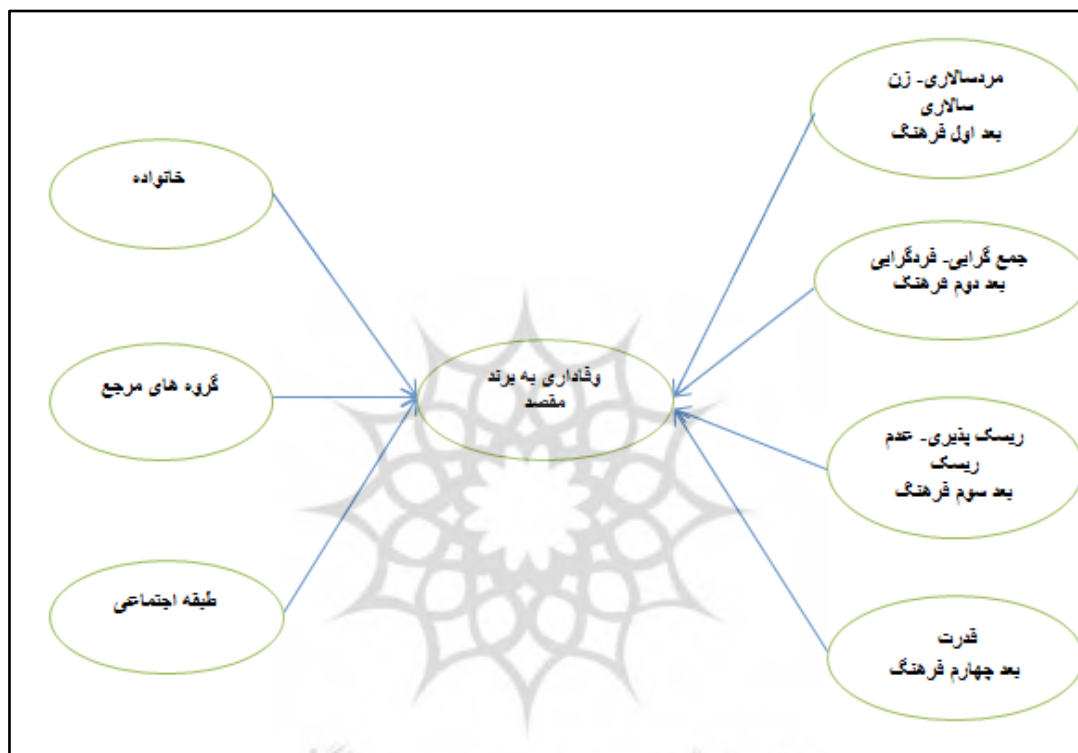 مردسالاری- زن
سالاری
بعد اول فرهنگ
جمع گرایی- فردگرایی
بعد دوم فرهنگ
ریسک پذیری- عدم
ریسک
بعد سوم فرهنگ
قدرت
بعد چهارم فرهنگ
وفاداری به برند
مقصد
خانواده
گروه های مرجع
طبقه اجتماعی